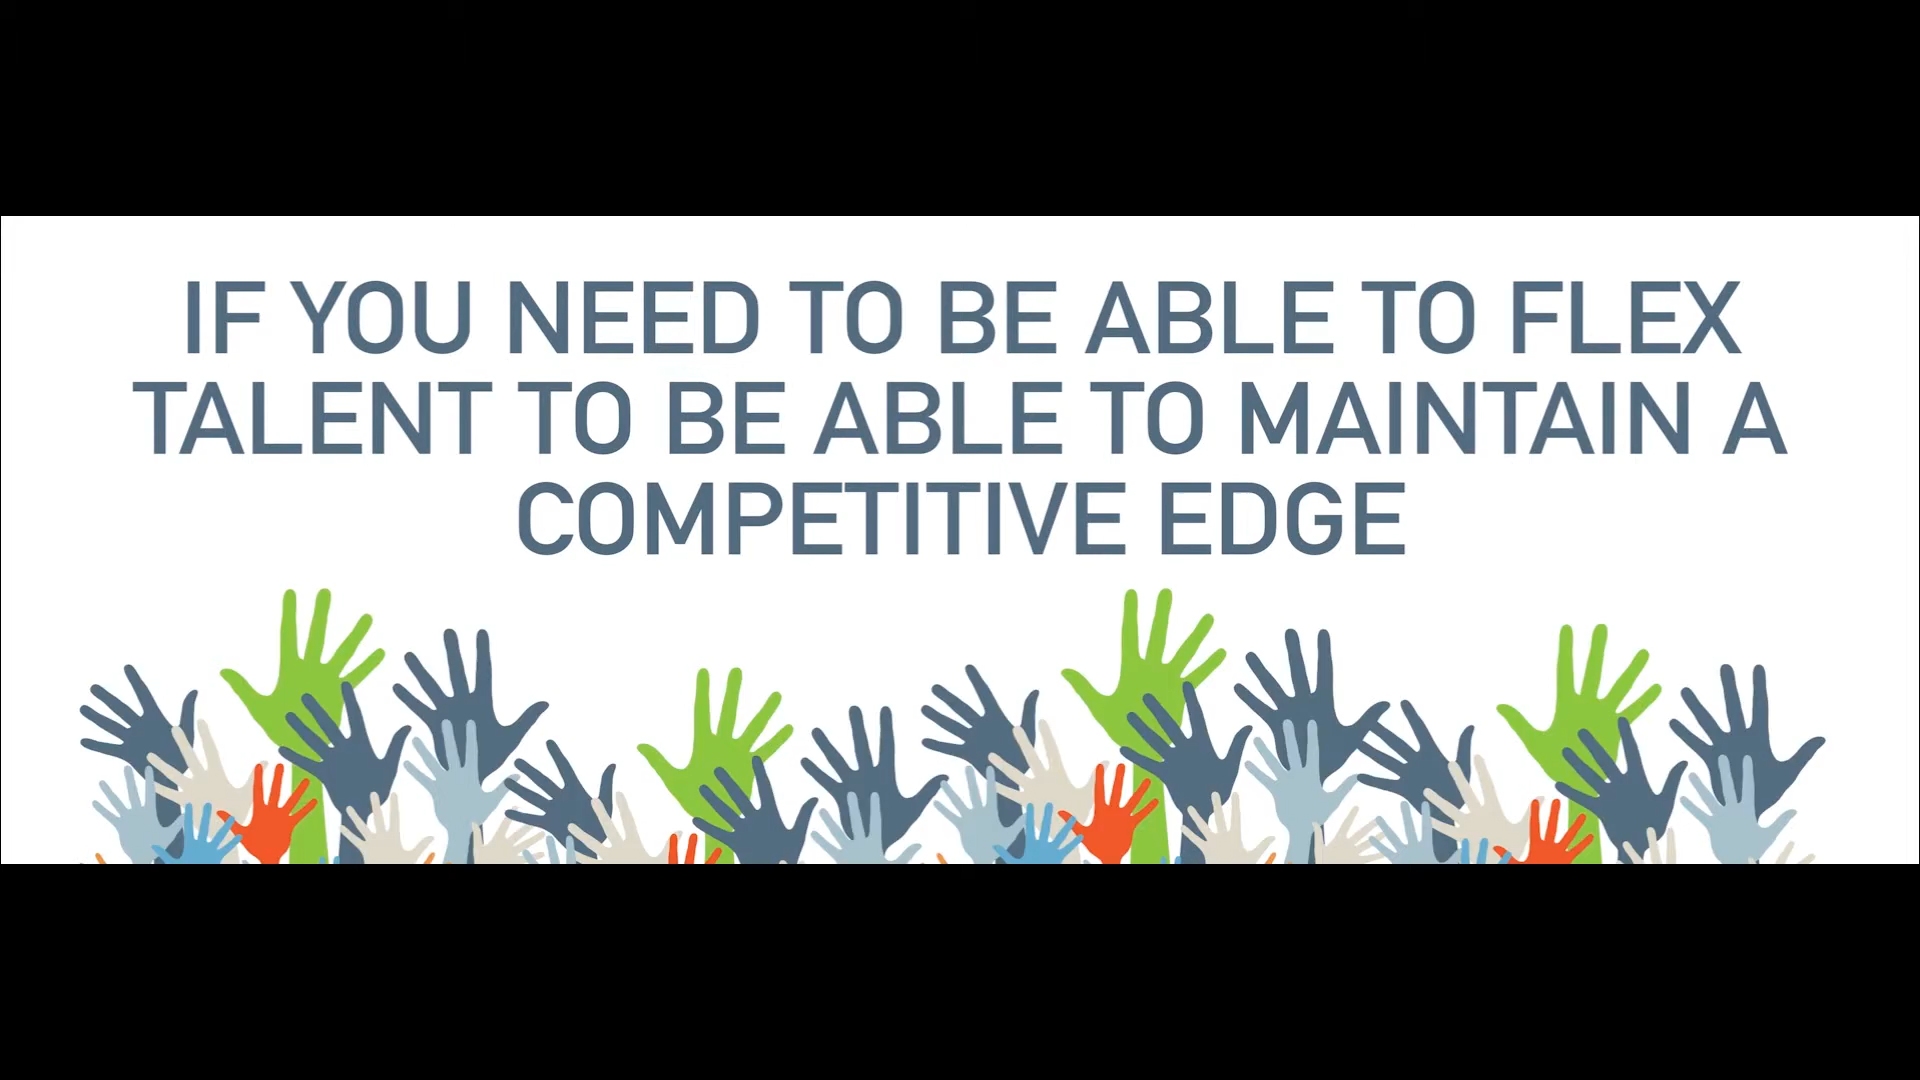 IF YOU NEED TO BE ABLE TO FLEX
TALENT TO BE ABLE TO MAINTAIN A
COMPETITIVE EDGE